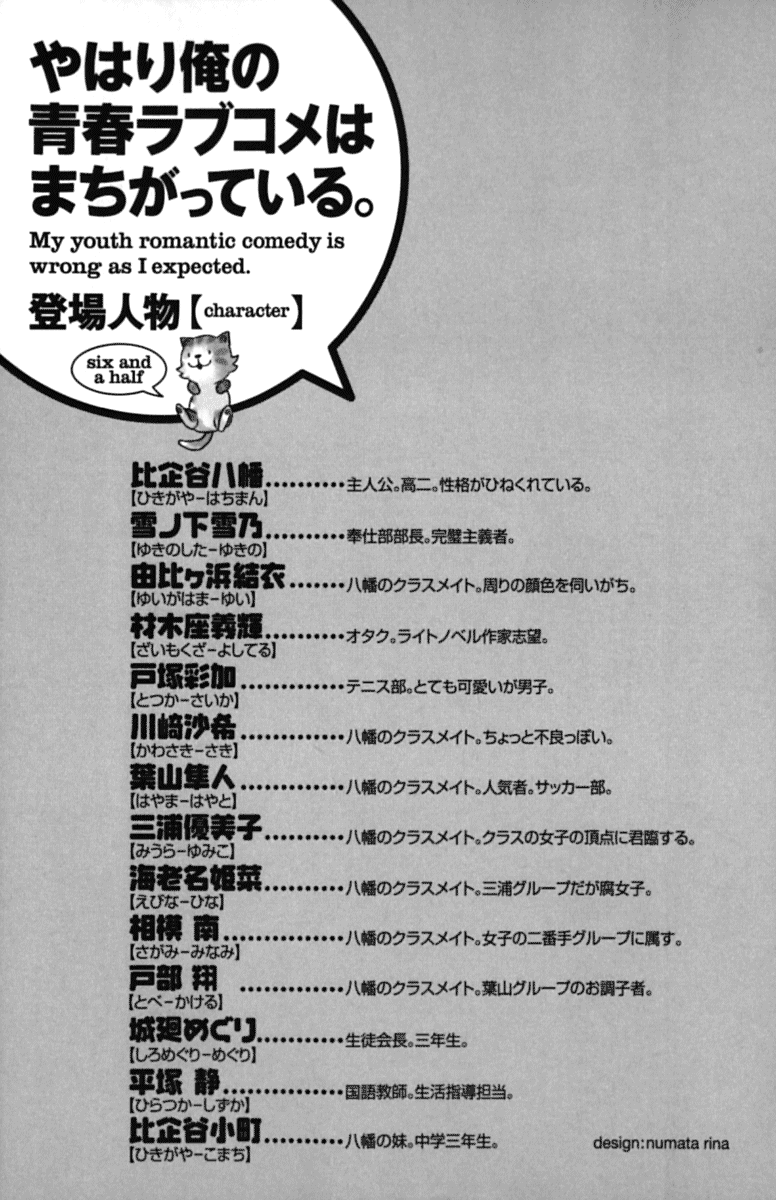 やはり俺の
青春ラブコメは
まちがっている。
My youth romantic comedy is
wrong as I expected.
登場人物【character】
six and
a half
比企谷八幡…………主人公。高二。性格がひねくれている。
【ひきがや－はちまん】
雪ノ下雪乃…………奉仕部部長。完璧主義者。
【ゆきのした－ゆきの】
由比ヶ浜結衣………八幡のクラスメイト。周りの顔色を伺いがち。
【ゆいがはま－ゆい】
材木座義輝…………オタク。ライトノベル作家志望。
【ざいもくざ－よしてる】
戸塚彩加……………テニス部。とても可愛いが男子。
【とつか－さいか】
川崎沙希……………八幡のクラスメイト。ちょっと不良っぽい。
【かわさき－さき】
葉山隼人……………八幡のクラスメイト。人気者。サッカー部。
【はやま－はやと】
三浦優美子…………八幡のクラスメイト。クラスの女子の頂点に君臨する。
【みうら－ゆみこ】
海老名姫菜…………八幡のクラスメイト。三浦グループだが腐女子。
【えびな－ひな】
相模 南………………八幡のクラスメイト。女子の二番手グループに属す。
【さがみ－みなみ】
戸部 翔 ……………八幡のクラスメイト。葉山グループのお調子者。
【とべ－かける】
城廻めぐり…………生徒会長。三年生。
【しろめぐり－めぐり】
平塚 静………………国語教師。生活指導担当。
【ひらつか－しずか】
比企谷小町…………八幡の妹。中学三年生。
【ひきがや－こまち】
design:numata rina